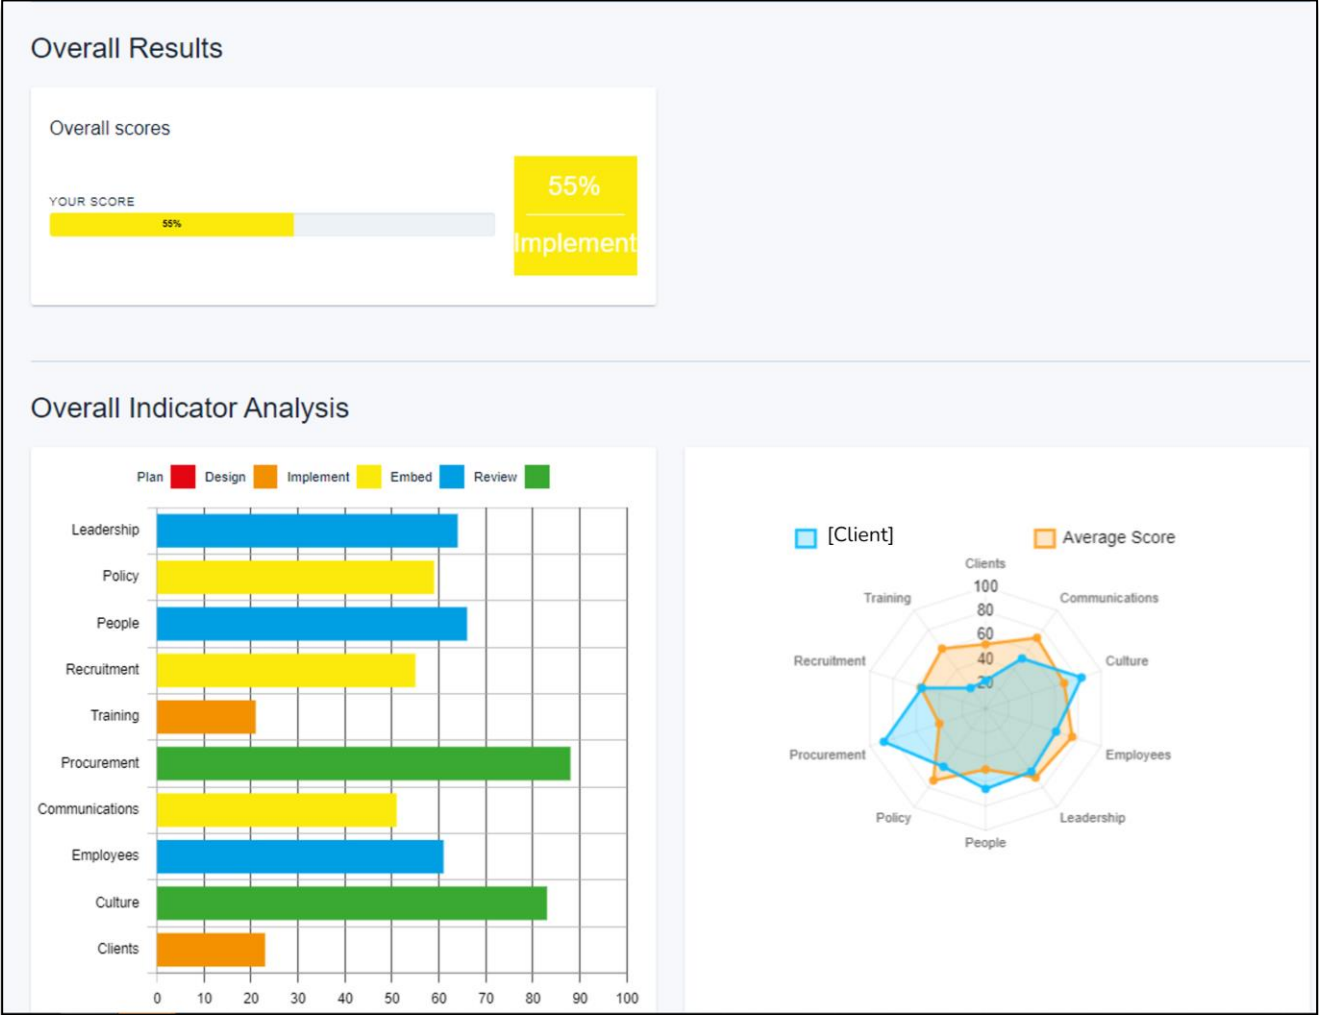 Overall Results
Overall scores
YOUR SCORE
55%
55%
Implement
Overall Indicator Analysis
Plan Design Implement Embed Review
Leadership
Policy
People
Recruitment
Training
Procurement
Communications
Employees
Culture
Clients
0 10 20 30 40 50 60 70 80 90 100
[Client] Average Score
Clients
100
80
60
40
20
Communications
Culture
Employees
Leadership
People
Policy
Procurement
Recruitment
Training